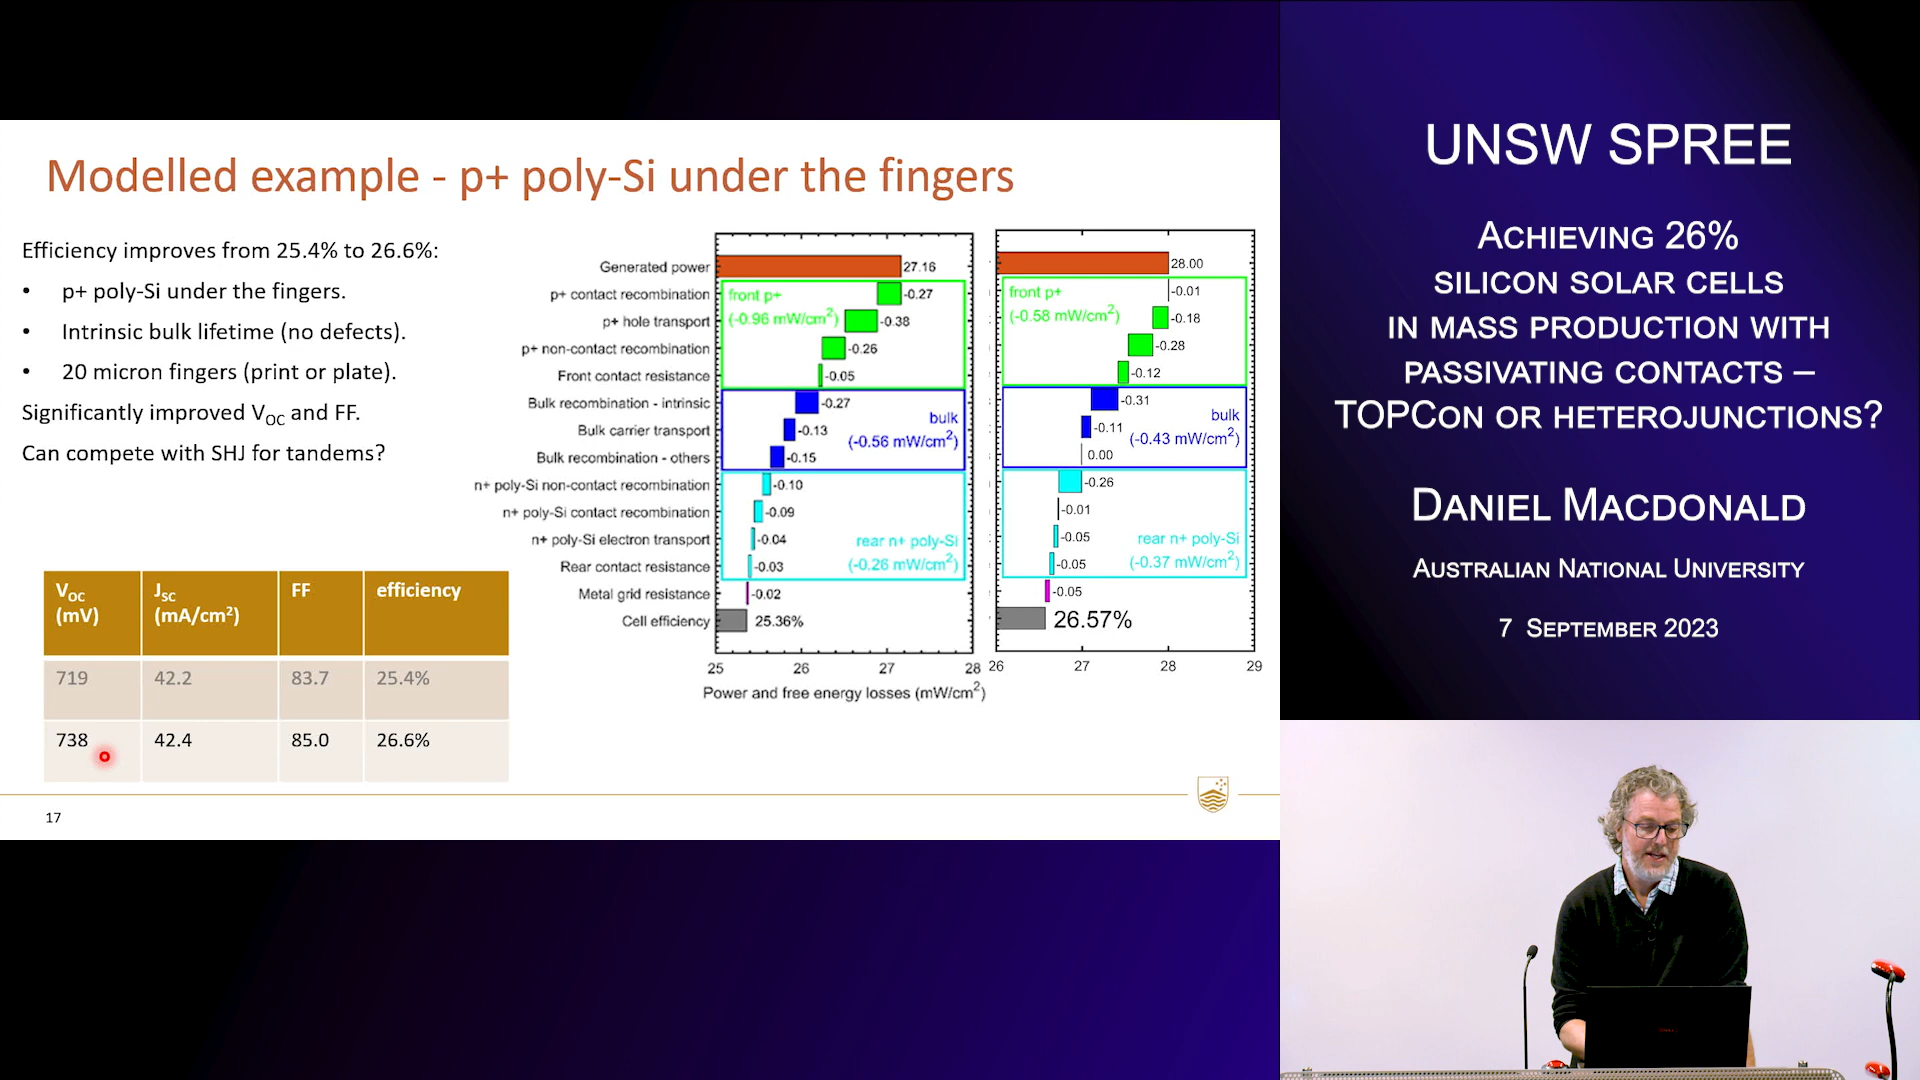 Modelled example - p+ poly-Si under the fingers
Efficiency improves from 25.4% to 26.6%:
• p+ poly-Si under the fingers.
• Intrinsic bulk lifetime (no defects).
• 20 micron fingers (print or plate).
Significantly improved VOC and FF.
Can compete with SHJ for tandems?
VOC (mV) JSC (mA/cm²) FF efficiency
719 42.2 83.7 25.4%
738 42.4 85.0 26.6%
17
Generated power 27.16
p+ contact recombination -0.27
p+ hole transport -0.38
p+ non-contact recombination -0.26
Front contact resistance -0.05
front p+
(-0.96 mW/cm²)
Bulk recombination - intrinsic -0.27
Bulk carrier transport -0.13
Bulk recombination - others -0.15
bulk
(-0.56 mW/cm²)
n+ poly-Si non-contact recombination -0.10
n+ poly-Si contact recombination -0.09
n+ poly-Si electron transport -0.04
Rear contact resistance -0.03
rear n+ poly-Si
(-0.26 mW/cm²)
Metal grid resistance -0.02
Cell efficiency 25.36%
25 26 27 28
Power and free energy losses (mW/cm²)
28.00
-0.01
-0.18
-0.28
-0.12
front p+
(-0.58 mW/cm²)
-0.31
-0.11
0.00
bulk
(-0.43 mW/cm²)
-0.26
-0.01
-0.05
-0.05
rear n+ poly-Si
(-0.37 mW/cm²)
-0.05
26.57%
26 27 28 29
UNSW SPREE
ACHIEVING 26%
SILICON SOLAR CELLS
IN MASS PRODUCTION WITH
PASSIVATING CONTACTS –
TOPCON OR HETEROJUNCTIONS?
DANIEL MACDONALD
AUSTRALIAN NATIONAL UNIVERSITY
7 SEPTEMBER 2023